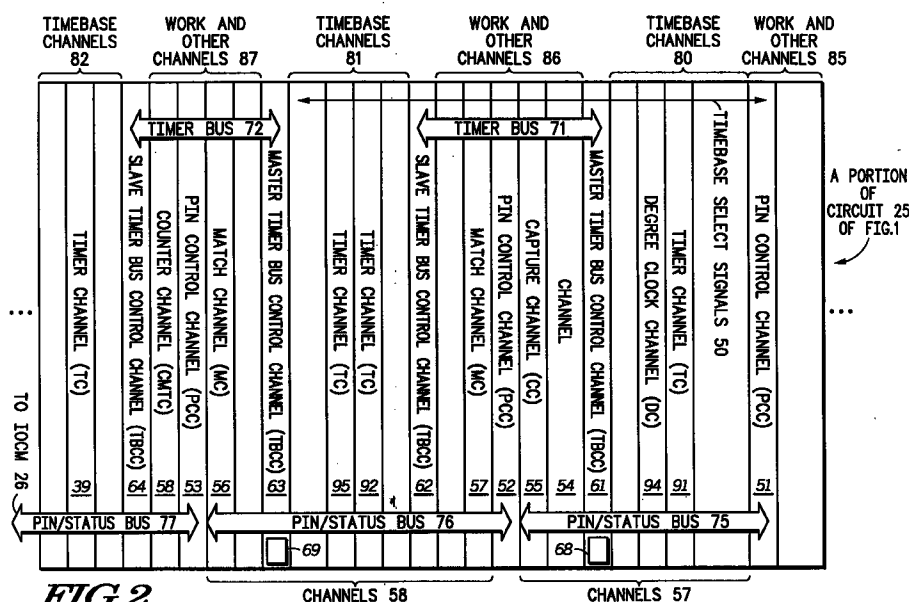 TIMEBASE
CHANNELS
82
WORK AND
OTHER
CHANNELS 87
TIMEBASE
CHANNELS
81
WORK AND
OTHER
CHANNELS 86
TIMEBASE
CHANNELS
80
WORK AND
OTHER
CHANNELS 85
TIMER BUS 72
TIMER BUS 71
TIMEBASE SELECT SIGNALS 50
A PORTION
OF
CIRCUIT 25
OF FIG.1
TIMER CHANNEL (TC)
SLAVE TIMER BUS CONTROL CHANNEL (TBCC)
COUNTER CHANNEL (CMTC)
PIN CONTROL CHANNEL (PCC)
MATCH CHANNEL (MC)
MASTER TIMER BUS CONTROL CHANNEL (TBCC)
TIMER CHANNEL (TC)
TIMER CHANNEL (TC)
SLAVE TIMER BUS CONTROL CHANNEL (TBCC)
MATCH CHANNEL (MC)
PIN CONTROL CHANNEL (PCC)
CAPTURE CHANNEL (CC)
CHANNEL
MASTER TIMER BUS CONTROL CHANNEL (TBCC)
DEGREE CLOCK CHANNEL (DC)
TIMER CHANNEL (TC)
PIN CONTROL CHANNEL (PCC)
... ...
TO IOCM 26
39 64 58 53 56 63 95 92 62 57 52 55 54 61 94 91 51
PIN/STATUS BUS 77
PIN/STATUS BUS 76
PIN/STATUS BUS 75
69
68
FIG.2
CHANNELS 58
CHANNELS 57